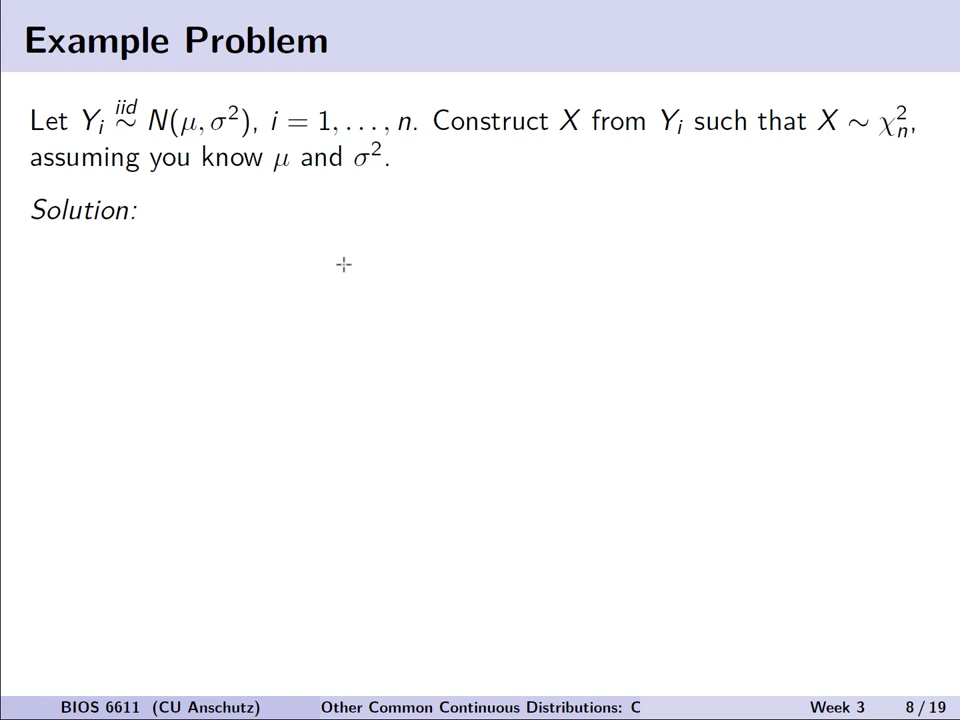 Example Problem
Let Yᵢ iid ∼ N(μ, σ²), i = 1, . . . , n. Construct X from Yᵢ such that X ∼ χ²ₙ,
assuming you know μ and σ².
Solution:
BIOS 6611 (CU Anschutz) Other Common Continuous Distributions: C Week 3 8 / 19